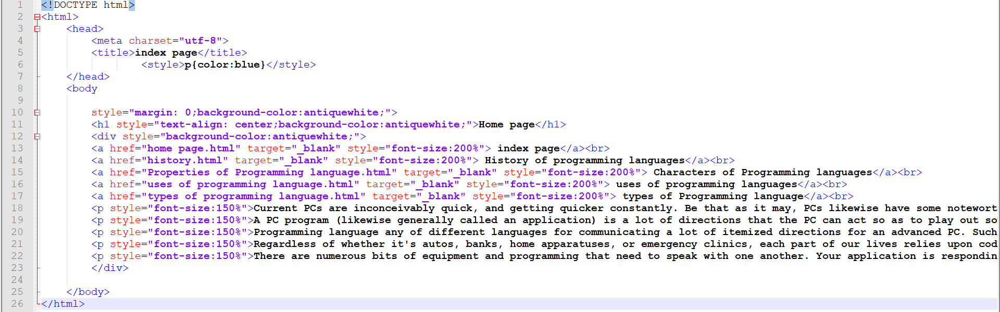 1 <!DOCTYPE html>
2 <html>
3 <head>
4 <meta charset="utf-8">
5 <title>index page</title>
6 <style>p{color:blue}</style>
7 </head>
8 <body
9
10 style="margin: 0;background-color:antiquewhite;">
11 <h1 style="text-align: center;background-color:antiquewhite;">Home page</h1>
12 <div style="background-color:antiquewhite;">
13 <a href="home page.html" target="_blank" style="font-size:200%"> index page</a><br>
14 <a href="history.html" target="_blank" style="font-size:200%"> History of programming languages</a><br>
15 <a href="Properties of Programming language.html" target="_blank" style="font-size:200%"> Characters of Programming languages</a><br>
16 <a href="uses of programming language.html" target="_blank" style="font-size:200%"> uses of programming languages</a><br>
17 <a href="types of programming language.html" target="_blank" style="font-size:200%"> types of Programming language</a><br>
18 <p style="font-size:150%">Current PCs are inconceivably quick, and getting quicker constantly. Be that as it may, PCs likewise have some notewort
19 <p style="font-size:150%">A PC program (likewise generally called an application) is a lot of directions that the PC can act so as to play out so
20 <p style="font-size:150%">Programming language any of different languages for communicating a lot of itemized directions for an advanced PC. Such
21 <p style="font-size:150%">Regardless of whether it's autos, banks, home apparatuses, or emergency clinics, each part of our lives relies upon cod
22 <p style="font-size:150%">There are numerous bits of equipment and programming that need to speak with one another. Your application is respondin
23 </div>
24
25 </body>
26 </html>